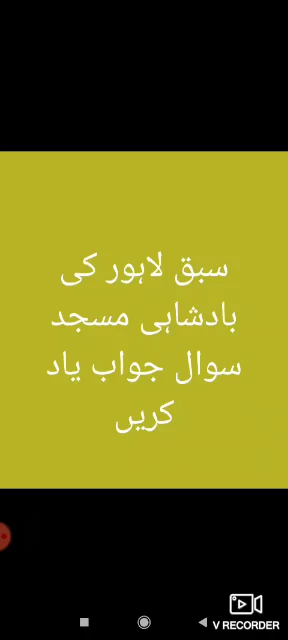 سبق لاہور کی
بادشاہی مسجد
سوال جواب یاد
کریں
V RECORDER